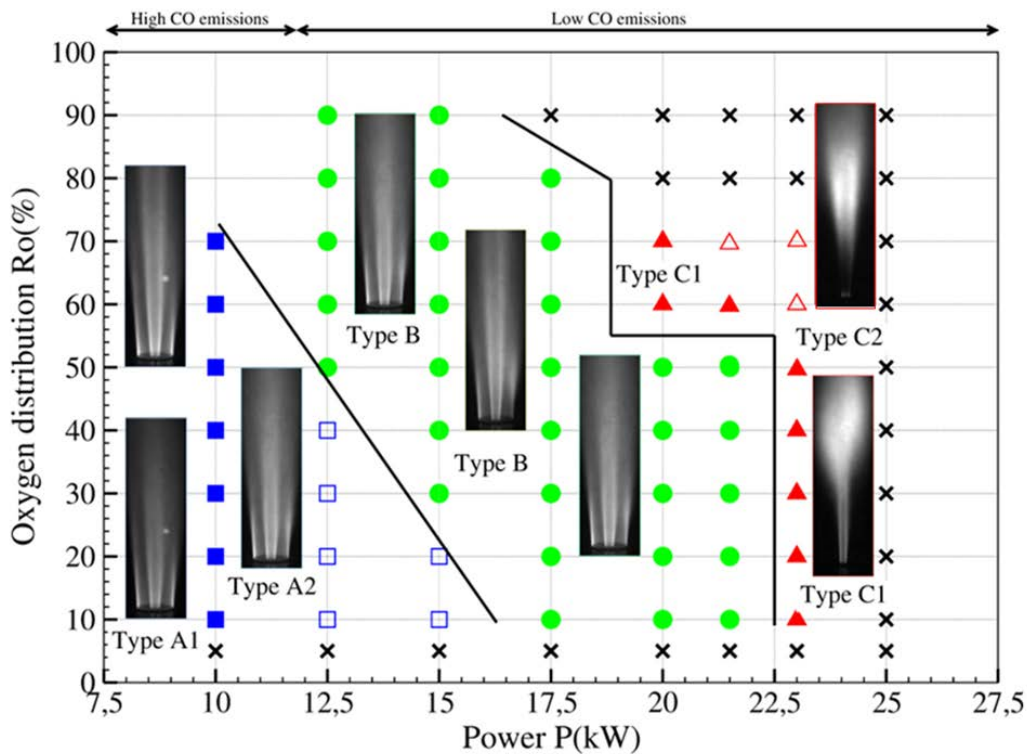 High CO emissions
Low CO emissions
100
90
80
70
60
50
40
30
20
10
0
Oxygen distribution Ro(%)
Type B
Type C1
Type C2
Type B
Type A2
Type C1
Type A1
7,5
10
12,5
15
17,5
20
22,5
25
27,5
Power P(kW)